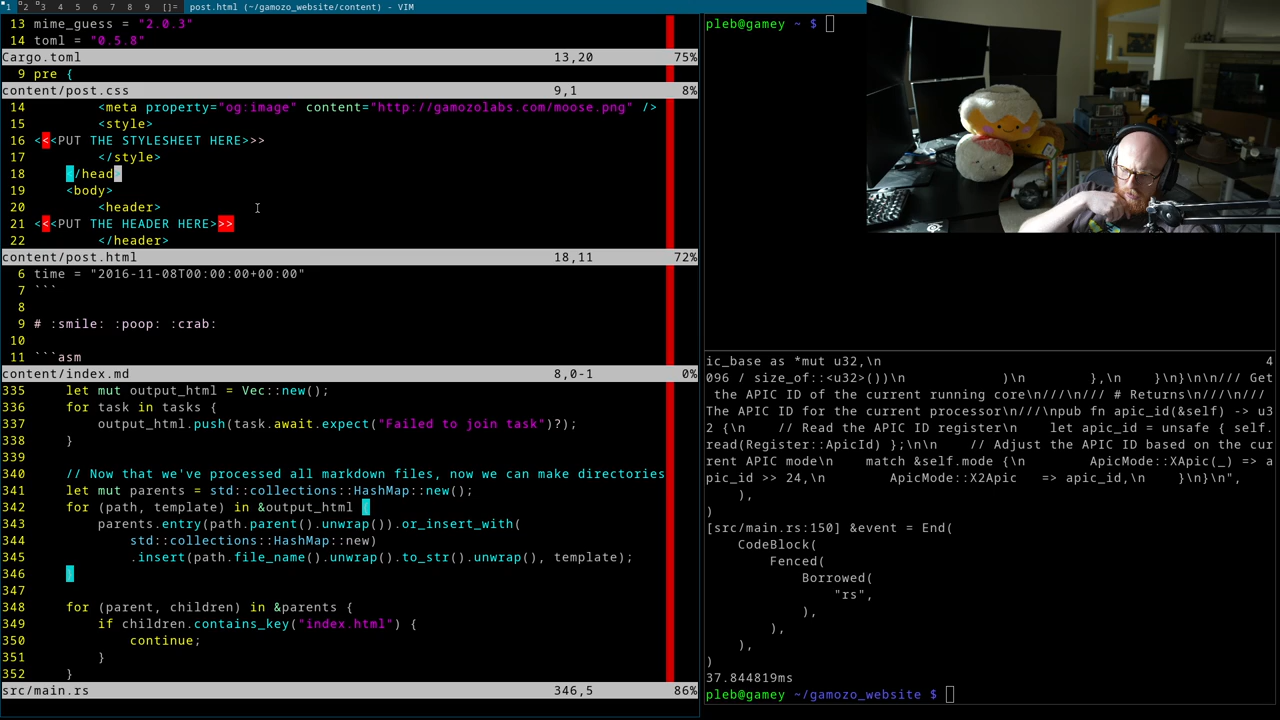 1 2 3 4 5 6 7 8 9 []= post.html (~/gamozo_website/content) - VIM
13 mime_guess = "2.0.3"
14 toml = "0.5.8"
Cargo.toml 13,20 75%
9 pre {
content/post.css 9,1 8%
14 <meta property="og:image" content="http://gamozolabs.com/moose.png" />
15 <style>
16 <<<PUT THE STYLESHEET HERE>>>
17 </style>
18 </head>
19 <body>
20 <header>
21 <<<PUT THE HEADER HERE>>>
22 </header>
content/post.html 18,11 72%
6 time = "2016-11-08T00:00:00+00:00"
7 ```
8
9 # :smile: :poop: :crab:
10
11 ```asm
content/index.md 8,0-1 0%
335 let mut output_html = Vec::new();
336 for task in tasks {
337 output_html.push(task.await.expect("Failed to join task")?);
338 }
339
340 // Now that we've processed all markdown files, now we can make directories
341 let mut parents = std::collections::HashMap::new();
342 for (path, template) in &output_html {
343 parents.entry(path.parent().unwrap()).or_insert_with(
344 std::collections::HashMap::new)
345 .insert(path.file_name().unwrap().to_str().unwrap(), template);
346 }
347
348 for (parent, children) in &parents {
349 if children.contains_key("index.html") {
350 continue;
351 }
352 }
src/main.rs 346,5 86%
pleb@gamey ~ $
ic_base as *mut u32,\n 4
096 / size_of::<u32>())\n )\n },\n }\n}\n\n/// Get
the APIC ID of the current running core\n///\n/// # Returns\n///\n///
The APIC ID for the current processor\n///\npub fn apic_id(&self) -> u3
2 {\n // Read the APIC ID register\n let apic_id = unsafe { self.
read(Register::ApicId) };\n\n // Adjust the APIC ID based on the cur
rent APIC mode\n match &self.mode {\n ApicMode::XApic(_) => a
pic_id >> 24,\n ApicMode::X2Apic => apic_id,\n }\n}\n",
),
)
[src/main.rs:150] &event = End(
CodeBlock(
Fenced(
Borrowed(
"rs",
),
),
),
)
37.844819ms
pleb@gamey ~/gamozo_website $